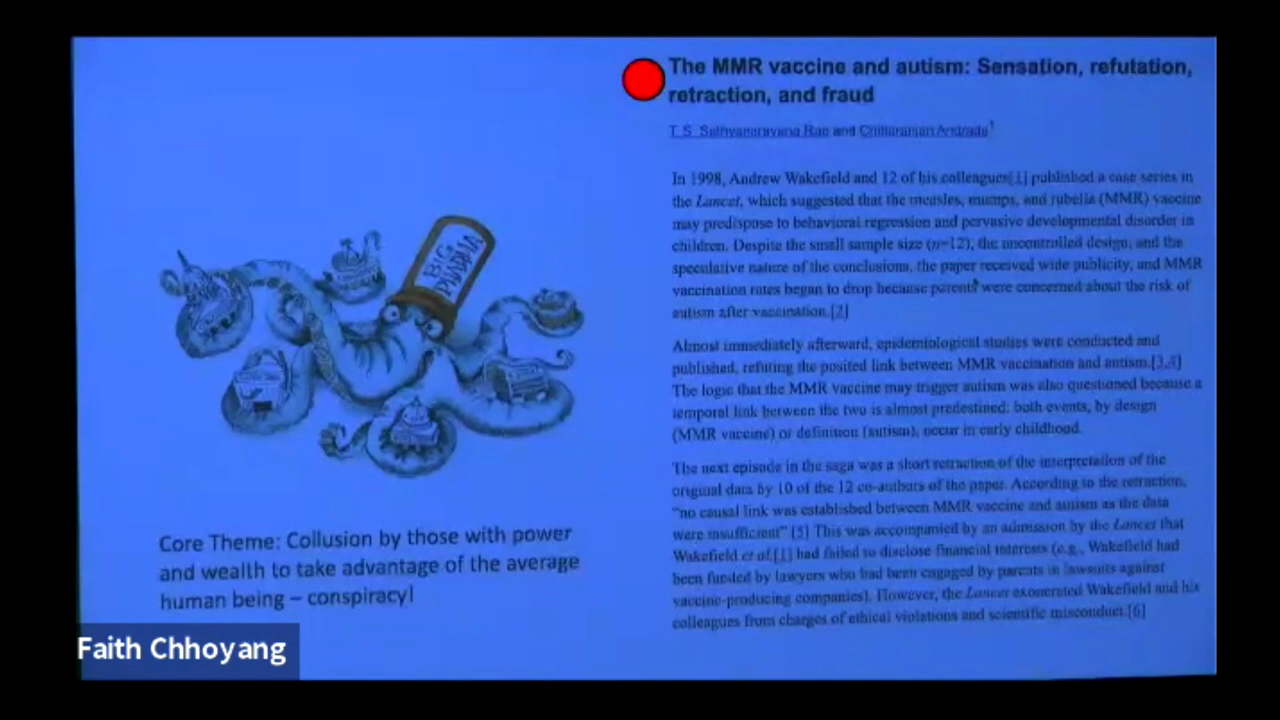 BIG
PHARMA
Core Theme: Collusion by those with power
and wealth to take advantage of the average
human being – conspiracy!
Faith Chhoyang
The MMR vaccine and autism: Sensation, refutation,
retraction, and fraud
T. S. Sathyanarayana Rao and Chittaranjan Andrade†
In 1998, Andrew Wakefield and 12 of his colleagues[1] published a case series in
the Lancet, which suggested that the measles, mumps, and rubella (MMR) vaccine
may predispose to behavioral regression and pervasive developmental disorder in
children. Despite the small sample size (n=12), the uncontrolled design, and the
speculative nature of the conclusions, the paper received wide publicity, and MMR
vaccination rates began to drop because parents were concerned about the risk of
autism after vaccination.[2]
Almost immediately afterward, epidemiological studies were conducted and
published, refuting the posited link between MMR vaccination and autism.[3,4]
The logic that the MMR vaccine may trigger autism was also questioned because a
temporal link between the two is almost predestined: both events, by design
(MMR vaccine) or definition (autism), occur in early childhood.
The next episode in the saga was a short retraction of the interpretation of the
original data by 10 of the 12 co-authors of the paper. According to the retraction,
“no causal link was established between MMR vaccine and autism as the data
were insufficient” [5] This was accompanied by an admission by the Lancet that
Wakefield et al.[1] had failed to disclose financial interests (e.g., Wakefield had
been funded by lawyers who had been engaged by parents in lawsuits against
vaccine-producing companies). However, the Lancet exonerated Wakefield and his
colleagues from charges of ethical violations and scientific misconduct.[6]